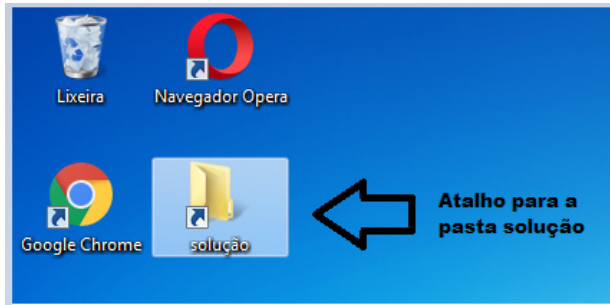 Lixeira
Navegador Opera
Google Chrome
solução
Atalho para a
pasta solução